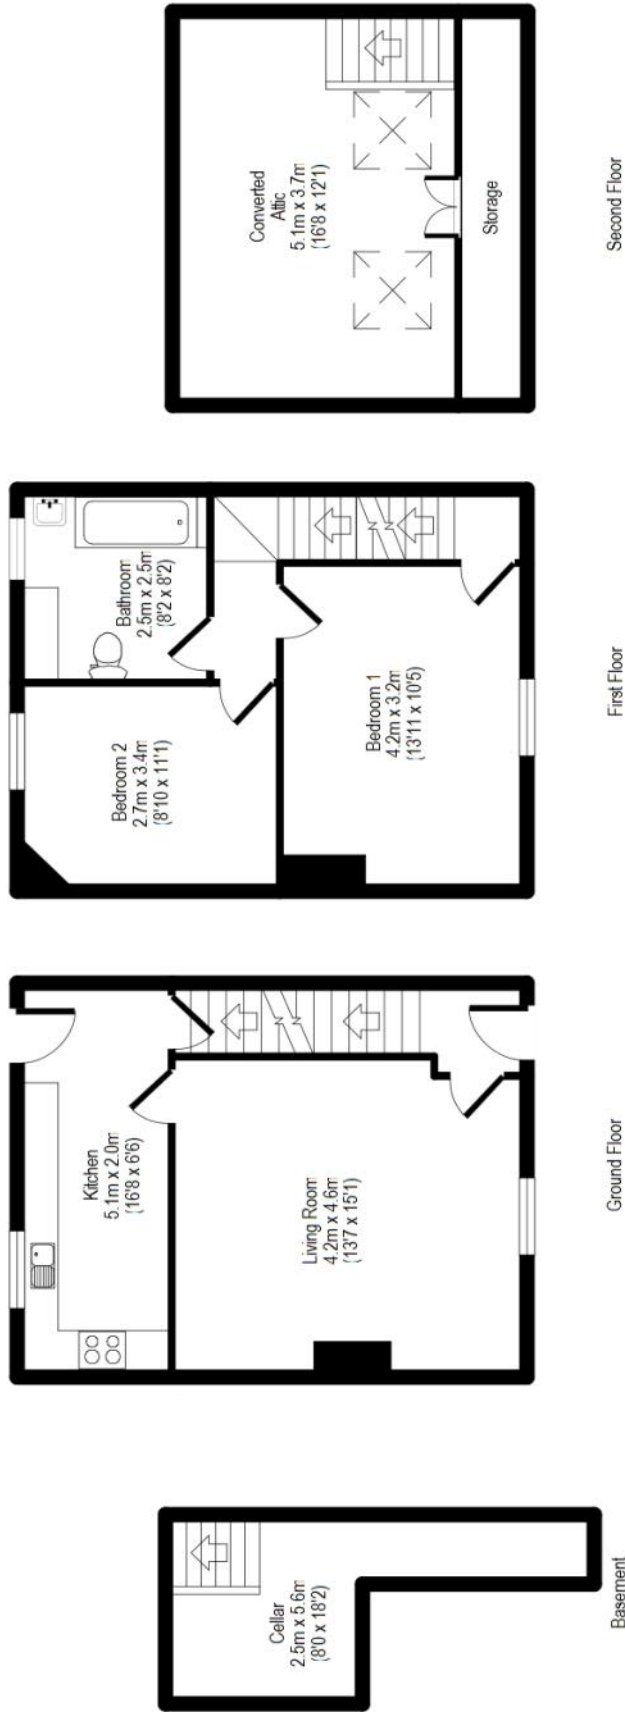 Cellar
2.5m x 5.6m
(8'0 x 18'2)
Basement
Kitchen
5.1m x 2.0m
(16'8 x 6'6)
Living Room
4.2m x 4.6m
(13'7 x 15'1)
Ground Floor
Bedroom 2
2.7m x 3.4m
(8'10 x 11'1)
Bathroom
2.5m x 2.5m
(8'2 x 8'2)
Bedroom 1
4.2m x 3.2m
(13'11 x 10'5)
First Floor
Converted
Attic
5.1m x 3.7m
(16'8 x 12'1)
Storage
Second Floor